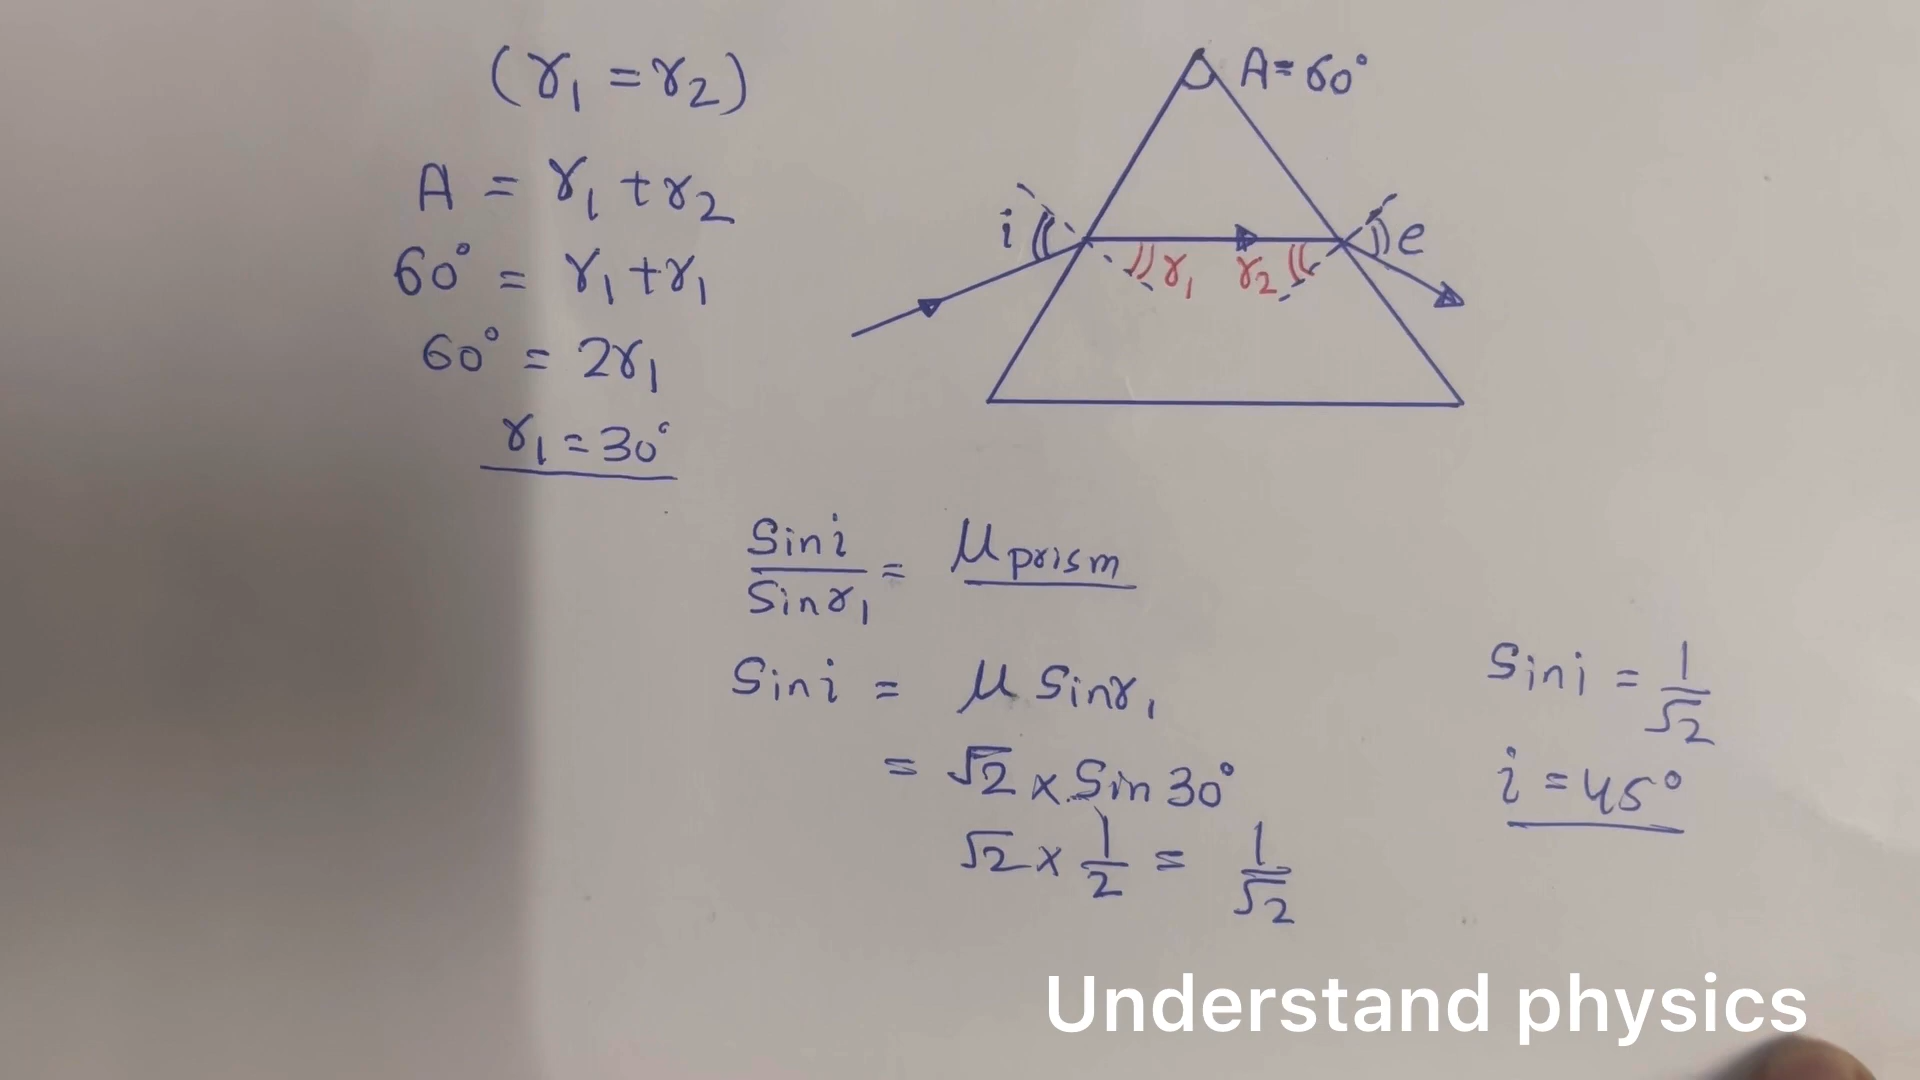 (r₁ = r₂)
A = r₁ + r₂
60° = r₁ + r₁
60° = 2r₁
r₁ = 30°
A = 60°
i
e
r₁
r₂
Sin i / Sin r₁ = μ prism
Sin i = μ Sin r₁
= √2 × Sin 30°
√2 × 1/2 = 1/√2
Sin i = 1/√2
i = 45°
Understand physics